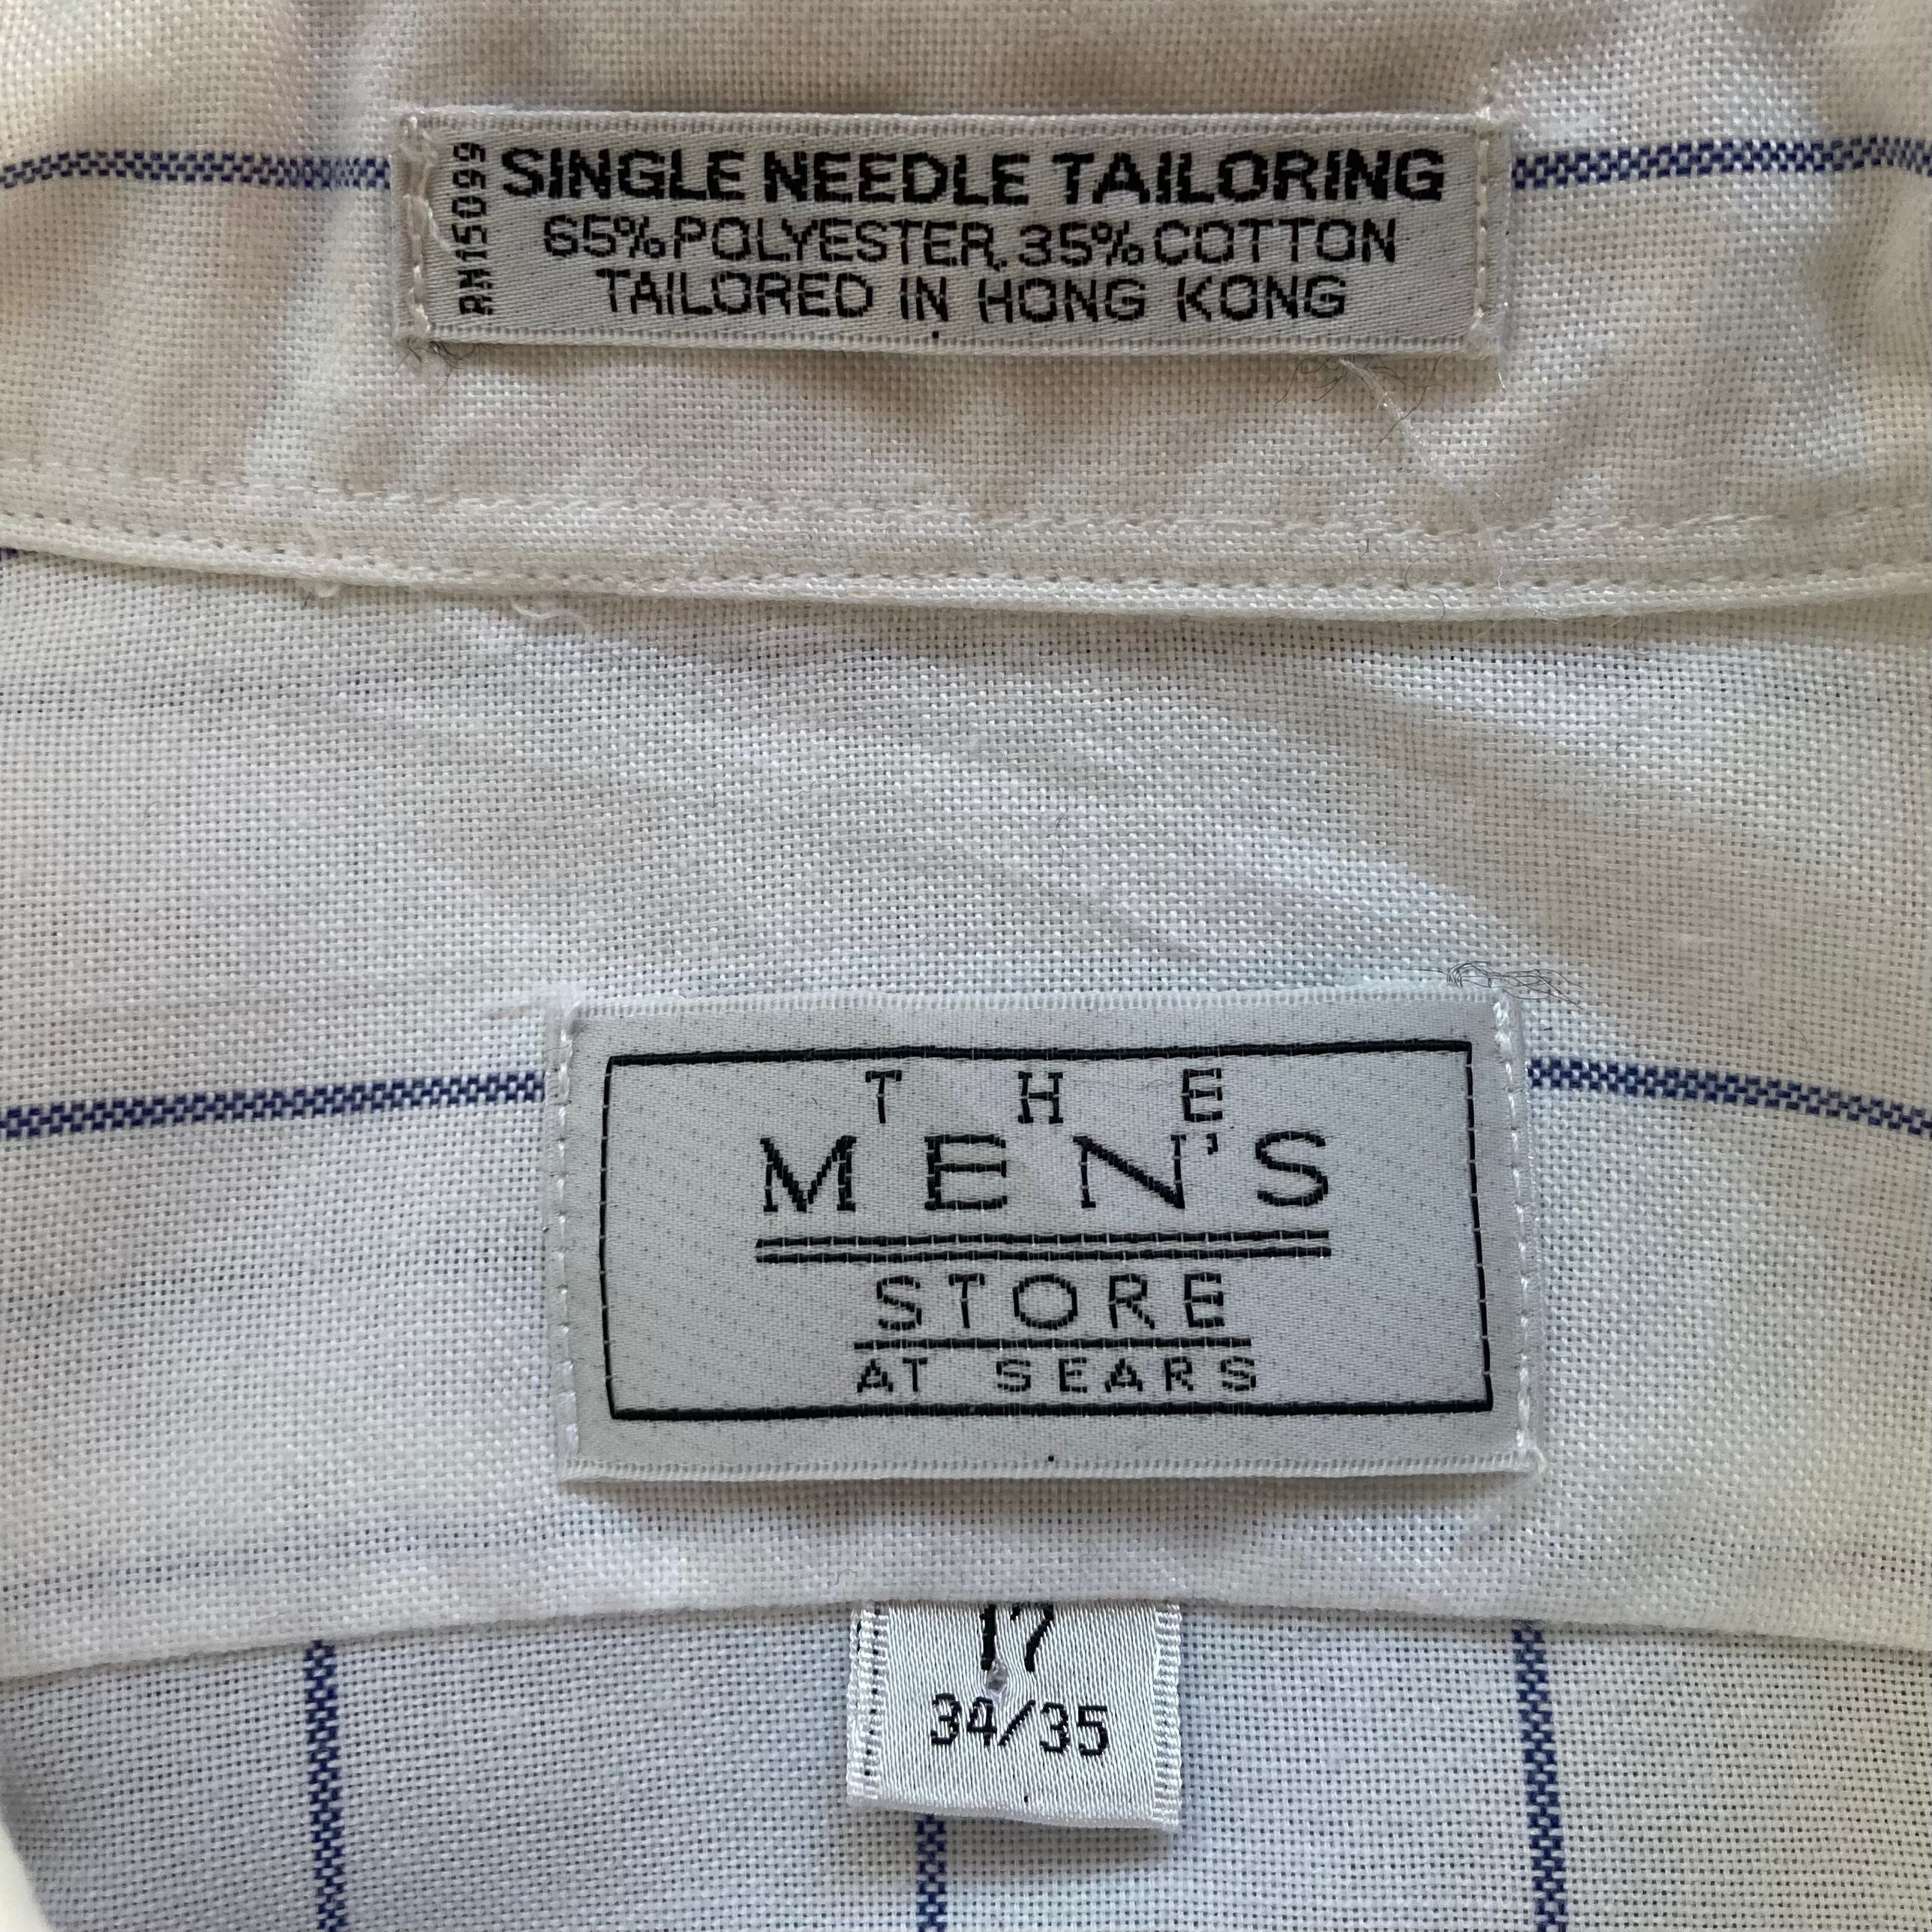 RN15099
SINGLE NEEDLE TAILORING
65% POLYESTER, 35% COTTON
TAILORED IN HONG KONG
THE
MEN'S
STORE
AT SEARS
17
34/35